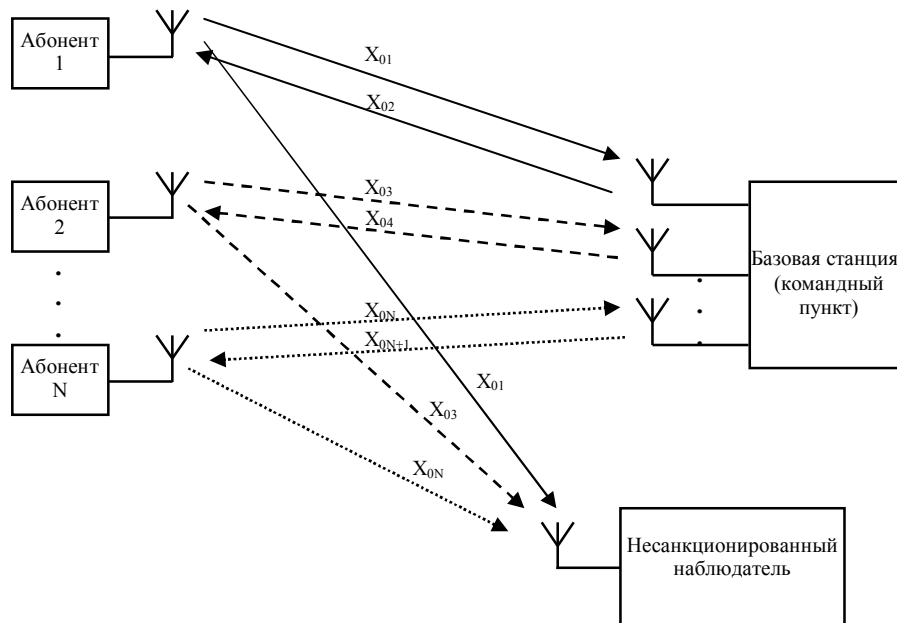 Абонент
1
X01
X02
Абонент
2
X03
X04
Базовая станция
(командный
пункт)
X0N
X0N+1
Абонент
N
X01
X03
X0N
Несанкционированный
наблюдатель